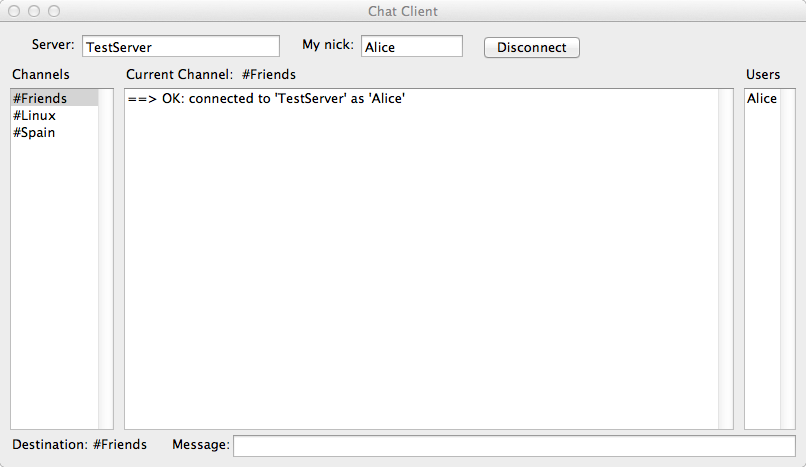 Chat Client
Server: TestServer My nick: Alice Disconnect
Channels Current Channel: #Friends Users
#Friends ==> OK: connected to 'TestServer' as 'Alice' Alice
#Linux
#Spain
Destination: #Friends Message: